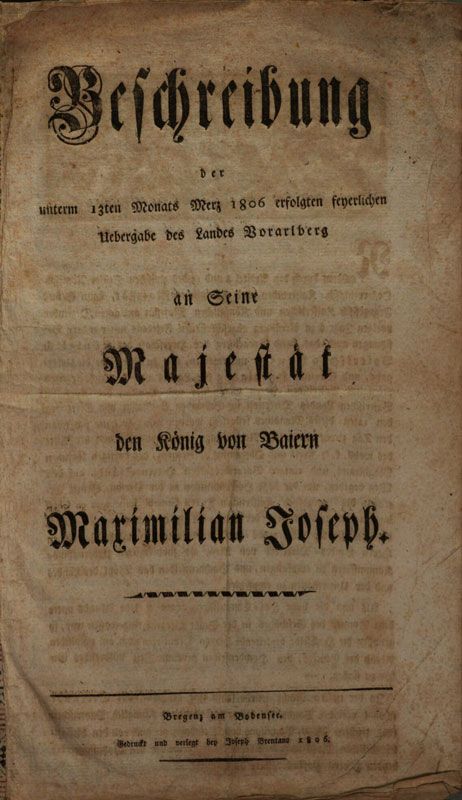 Beschreibung
der
unterm 13ten Monats Merz 1806 erfolgten feyerlichen
Uebergabe des Landes Vorarlberg
an Seine
Majestät
den König von Baiern
Maximilian Joseph.
Bregenz am Bodensee.
Gedruckt und verlegt bey Joseph Brentano 1806.